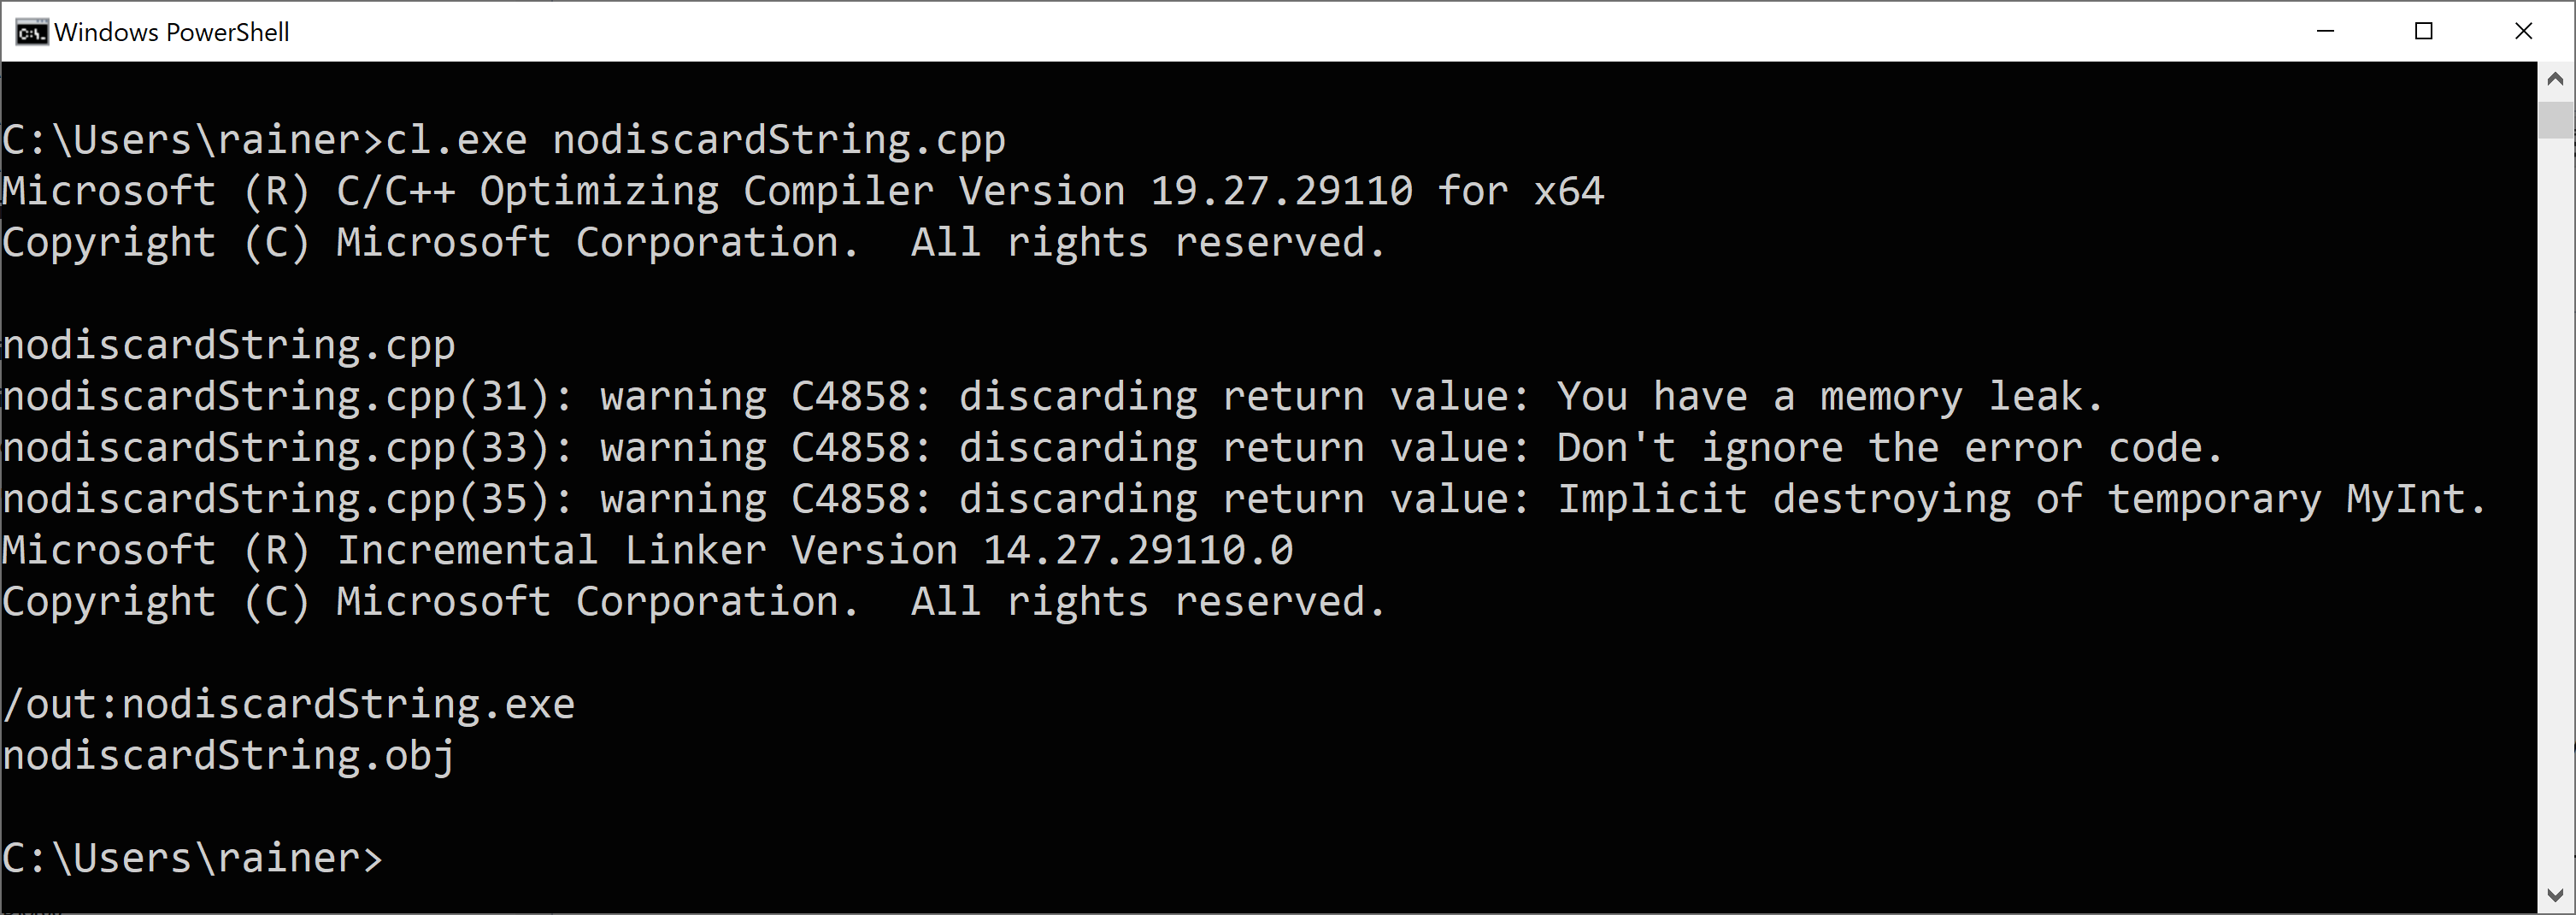 Windows PowerShell
C:\Users\rainer>cl.exe nodiscardString.cpp
Microsoft (R) C/C++ Optimizing Compiler Version 19.27.29110 for x64
Copyright (C) Microsoft Corporation.  All rights reserved.
nodiscardString.cpp
nodiscardString.cpp(31): warning C4858: discarding return value: You have a memory leak.
nodiscardString.cpp(33): warning C4858: discarding return value: Don't ignore the error code.
nodiscardString.cpp(35): warning C4858: discarding return value: Implicit destroying of temporary MyInt.
Microsoft (R) Incremental Linker Version 14.27.29110.0
Copyright (C) Microsoft Corporation.  All rights reserved.
/out:nodiscardString.exe
nodiscardString.obj
C:\Users\rainer>